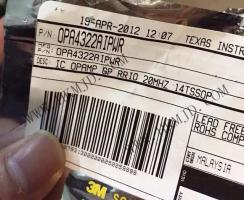 19-APR-2012 12:07 TEXAS INSTR
P/N: OPA4322AIPWR
P/N: OPA4322AIPWR
DESC: IC OPAMP GP RRIO 20MHZ 14TSSOP
LEAD FREE
ROHS COMP
MALAYSIA
3M